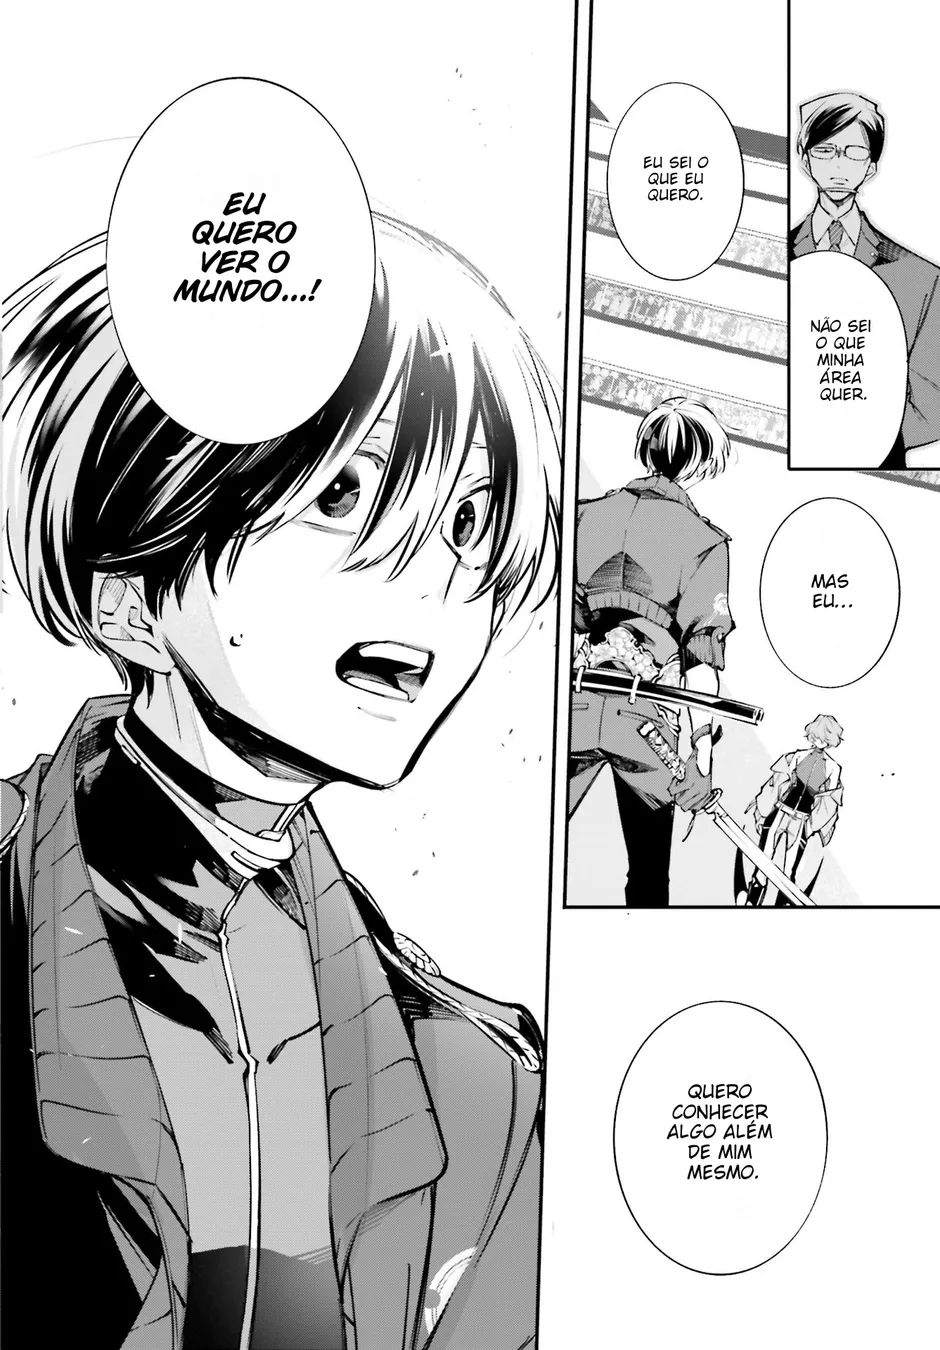 NÃO SEI
O QUE
MINHA
ÁREA
QUER.
EU SEI O
QUE EU
QUERO.
MAS
EU...
QUERO
CONHECER
ALGO ALÉM
DE MIM
MESMO.
EU
QUERO
VER O
MUNDO...!